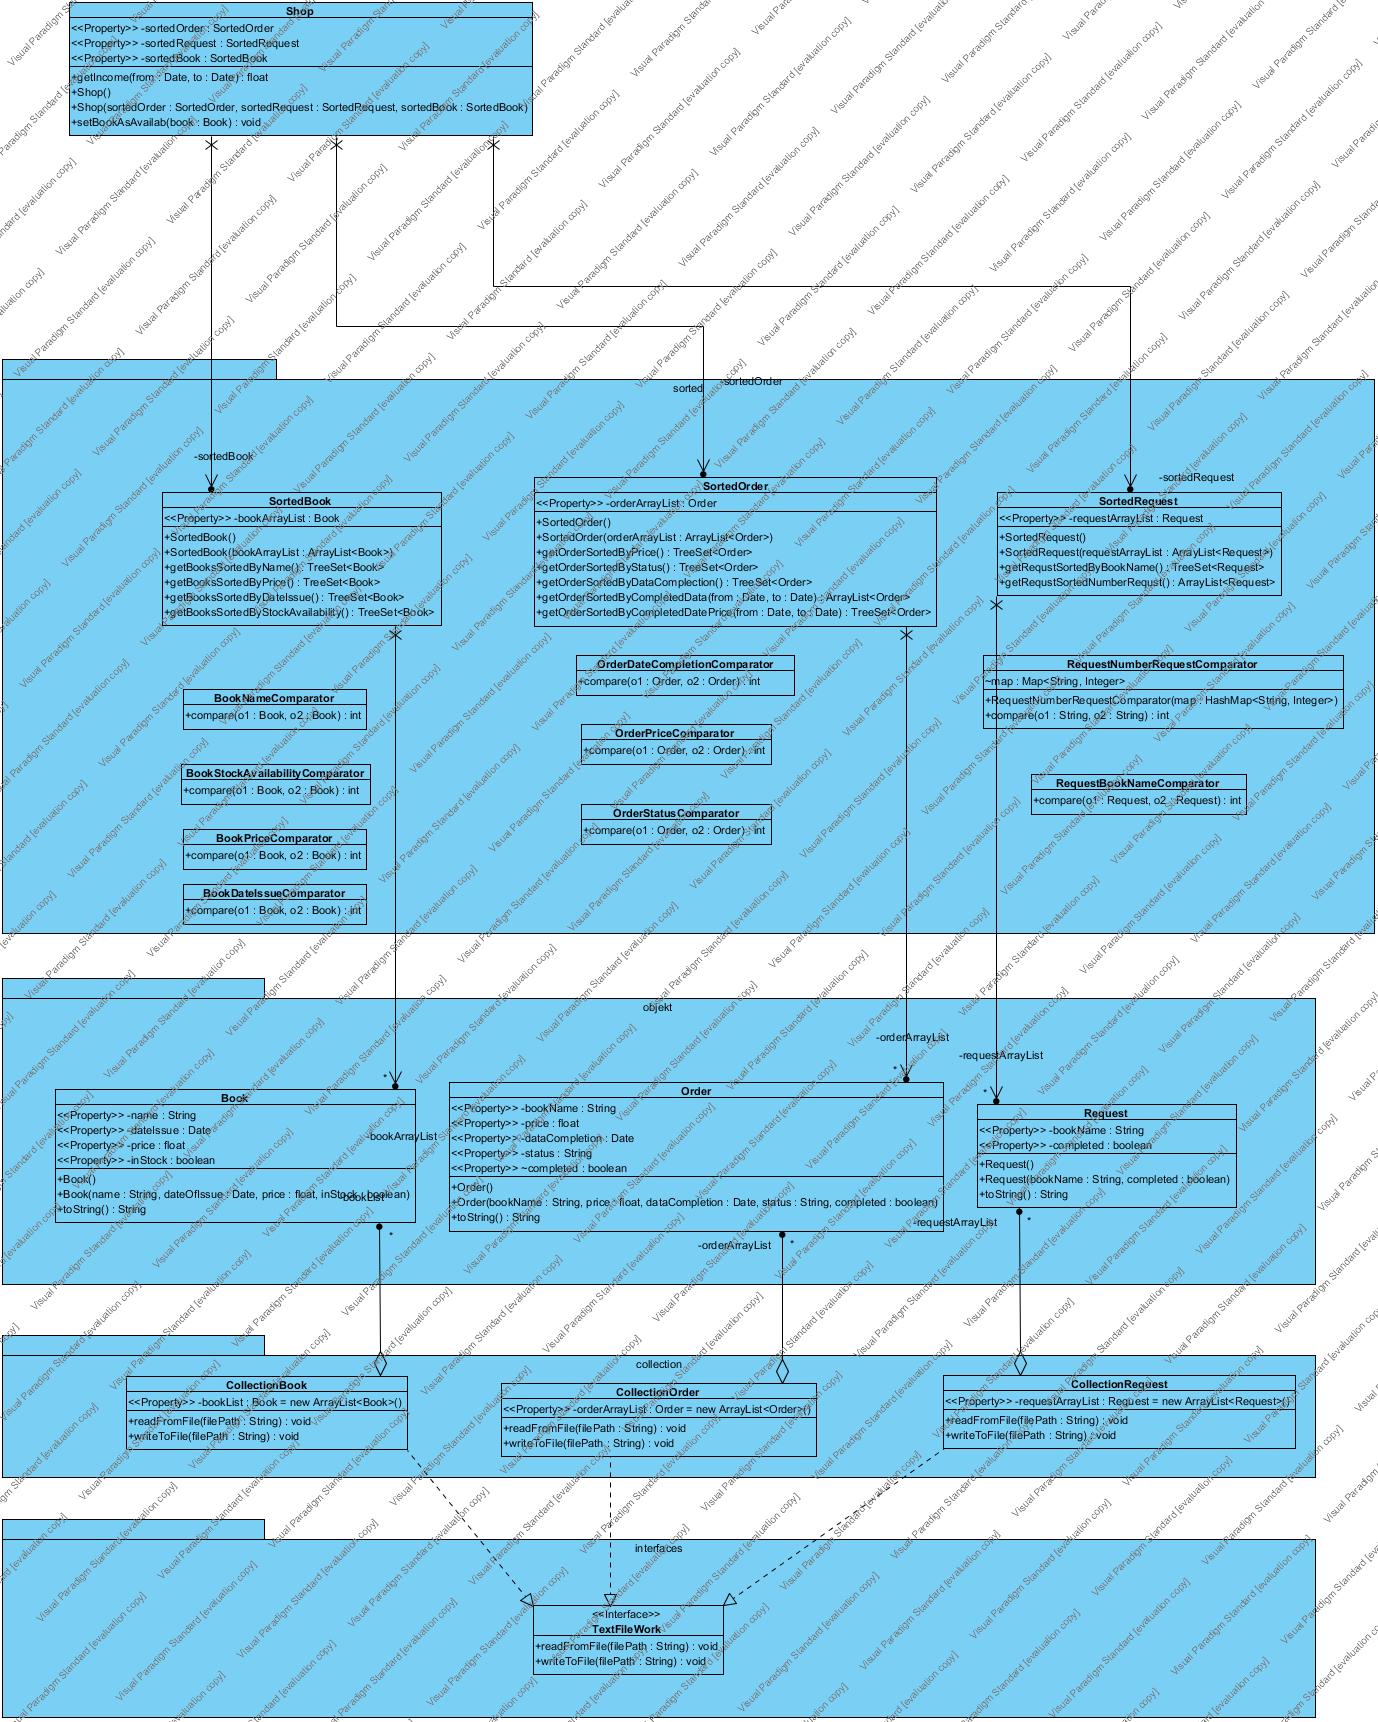 Shop
<<Property>> -sortedOrder : SortedOrder
<<Property>> -sortedRequest : SortedRequest
<<Property>> -sortedBook : SortedBook
+getIncome(from : Date, to : Date) : float
+Shop()
+Shop(sortedOrder : SortedOrder, sortedRequest : SortedRequest, sortedBook : SortedBook)
+setBookAsAvailab(book : Book) : void
sorted
-sortedOrder
-sortedBook
-sortedRequest
SortedBook
<<Property>> -bookArrayList : Book
+SortedBook()
+SortedBook(bookArrayList : ArrayList<Book>)
+getBooksSortedByName() : TreeSet<Book>
+getBooksSortedByPrice() : TreeSet<Book>
+getBooksSortedByDateIssue() : TreeSet<Book>
+getBooksSortedByStockAvailability() : TreeSet<Book>
SortedOrder
<<Property>> -orderArrayList : Order
+SortedOrder()
+SortedOrder(orderArrayList : ArrayList<Order>)
+getOrderSortedByPrice() : TreeSet<Order>
+getOrderSortedByStatus() : TreeSet<Order>
+getOrderSortedByDataComplection() : TreeSet<Order>
+getOrderSortedByCompletedData(from : Date, to : Date) : ArrayList<Order>
+getOrderSortedByCompletedDatePrice(from : Date, to : Date) : TreeSet<Order>
SortedRequest
<<Property>> -requestArrayList : Request
+SortedRequest()
+SortedRequest(requestArrayList : ArrayList<Request>)
+getRequstSortedByBookName() : TreeSet<Request>
+getRequstSortedNumberRequst() : ArrayList<Request>
BookNameComparator
+compare(o1 : Book, o2 : Book) : int
BookStockAvailabilityComparator
+compare(o1 : Book, o2 : Book) : int
BookPriceComparator
+compare(o1 : Book, o2 : Book) : int
BookDateIssueComparator
+compare(o1 : Book, o2 : Book) : int
OrderDateCompletionComparator
+compare(o1 : Order, o2 : Order) : int
OrderPriceComparator
+compare(o1 : Order, o2 : Order) : int
OrderStatusComparator
+compare(o1 : Order, o2 : Order) : int
RequestNumberRequestComparator
~map : Map<String, Integer>
+RequestNumberRequestComparator(map : HashMap<String, Integer>)
+compare(o1 : String, o2 : String) : int
RequestBookNameComparator
+compare(o1 : Request, o2 : Request) : int
objekt
-orderArrayList
-requestArrayList
*
*
*
Book
<<Property>> -name : String
<<Property>> -dateIssue : Date
<<Property>> -price : float
<<Property>> -inStock : boolean
+Book()
+Book(name : String, dateOfIssue : Date, price : float, inStock : boolean)
+toString() : String
-bookArrayList
-bookList
*
Order
<<Property>> -bookName : String
<<Property>> -price : float
<<Property>> -dataCompletion : Date
<<Property>> -status : String
<<Property>> ~completed : boolean
+Order()
+Order(bookName : String, price : float, dataCompletion : Date, status : String, completed : boolean)
+toString() : String
-orderArrayList
*
Request
<<Property>> -bookName : String
<<Property>> -completed : boolean
+Request()
+Request(bookName : String, completed : boolean)
+toString() : String
-requestArrayList
*
collection
CollectionBook
<<Property>> -bookList : Book = new ArrayList<Book>()
+readFromFile(filePath : String) : void
+writeToFile(filePath : String) : void
CollectionOrder
<<Property>> -orderArrayList : Order = new ArrayList<Order>()
+readFromFile(filePath : String) : void
+writeToFile(filePath : String) : void
CollectionRequest
<<Property>> -requestArrayList : Request = new ArrayList<Request>()
+readFromFile(filePath : String) : void
+writeToFile(filePath : String) : void
interfaces
<<Interface>>
TextFileWork
+readFromFile(filePath : String) : void
+writeToFile(filePath : String) : void
Visual Paradigm Standard [evaluation copy]